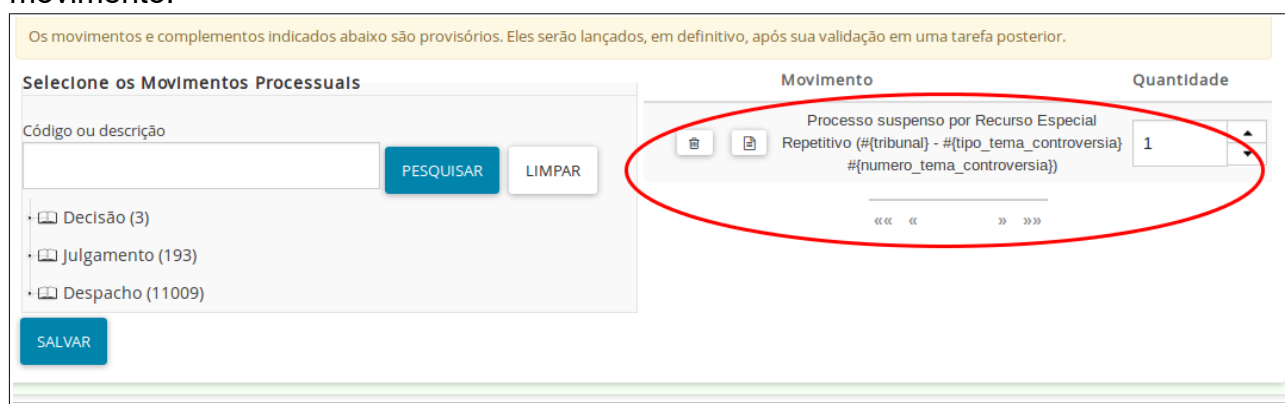 movimento.
Os movimentos e complementos indicados abaixo são provisórios. Eles serão lançados, em definitivo, após sua validação em uma tarefa posterior.
Selecione os Movimentos Processuais
Código ou descrição
PESQUISAR
LIMPAR
Decisão (3)
Julgamento (193)
Despacho (11009)
SALVAR
Movimento
Quantidade
Processo suspenso por Recurso Especial
Repetitivo (#{tribunal} - #{tipo_tema_controversia}
#{numero_tema_controversia})
1
«« « » »»